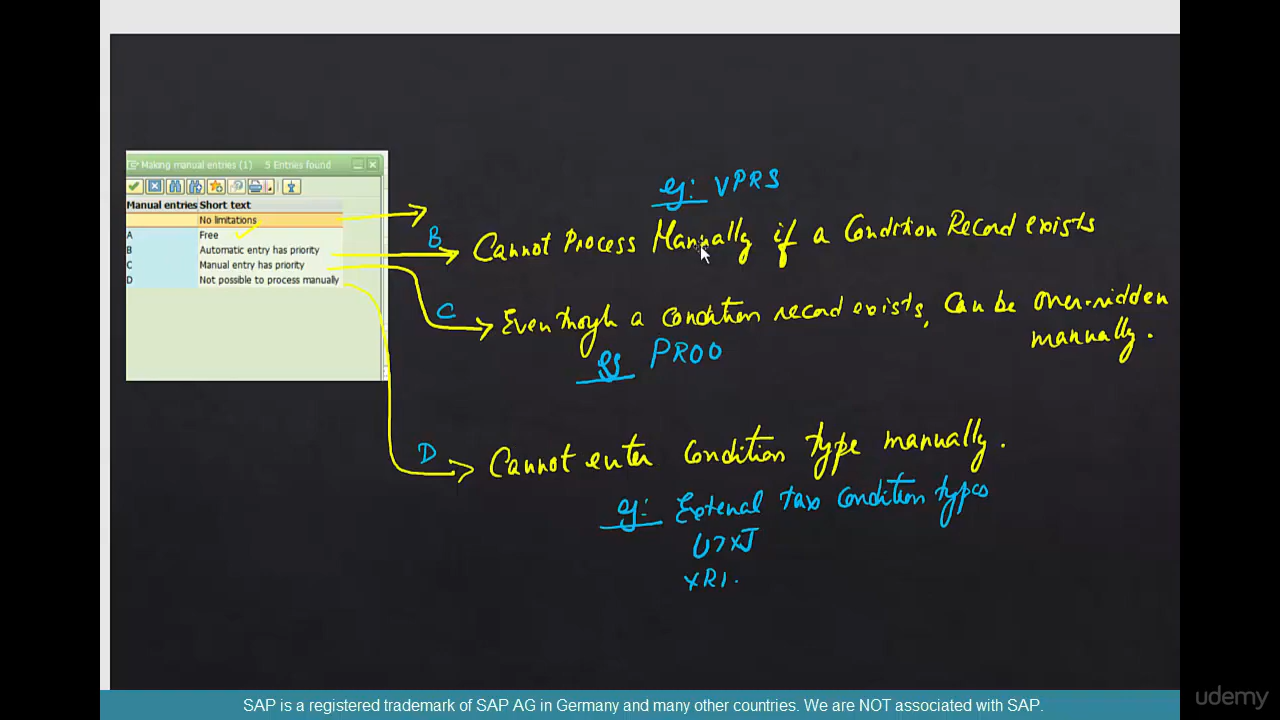 Making manual entries (1) 5 Entries found
Manual entries Short text
No limitations
A Free
B Automatic entry has priority
C Manual entry has priority
D Not possible to process manually
eg: VPRS
B Cannot Process Manually if a Condition Record exists
C Even though a condition record exists, Can be over-ridden
manually.
eg PR00
D Cannot enter condition type manually.
eg: External tax condition types
UTXJ
XR1.
SAP is a registered trademark of SAP AG in Germany and many other countries. We are NOT associated with SAP.
udemy